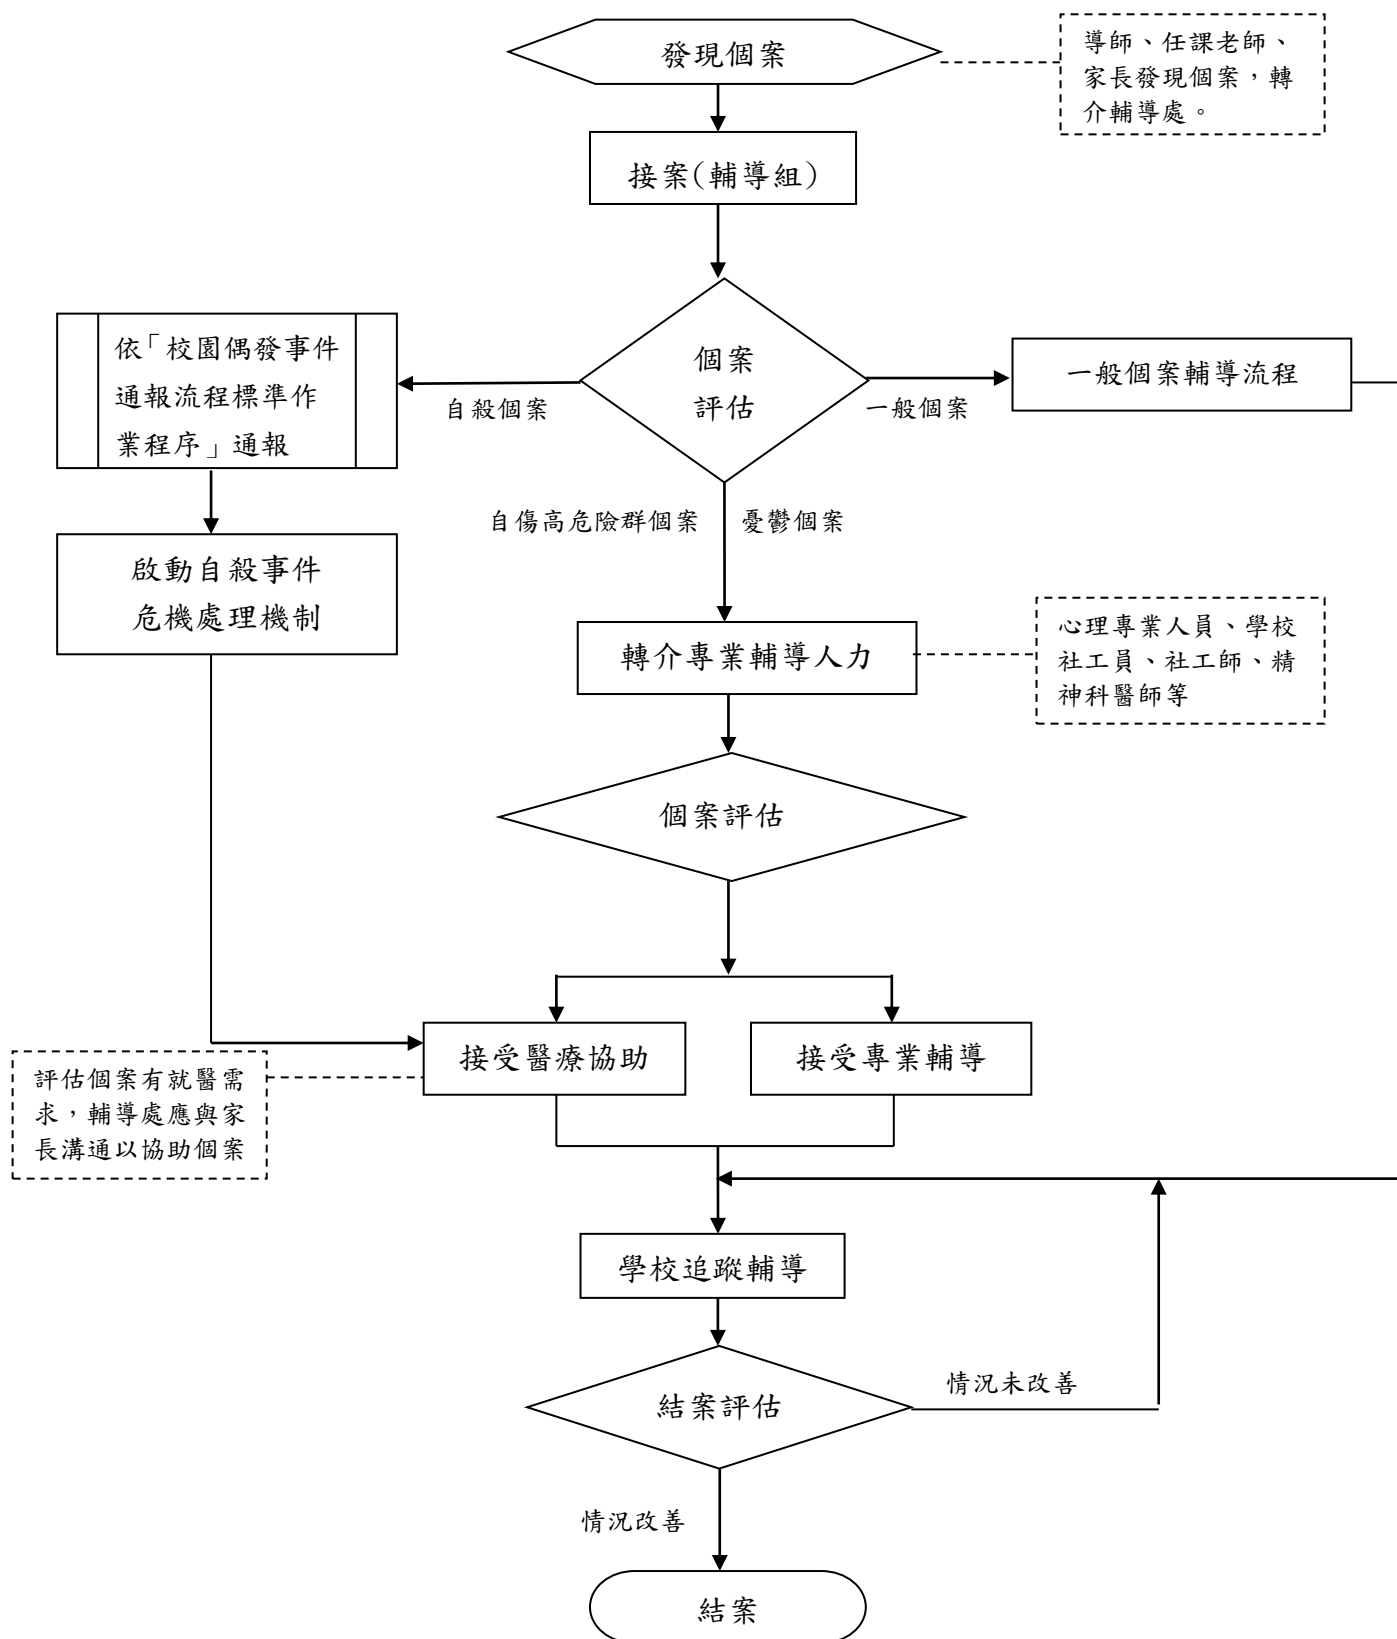 發現個案
導師、任課老師、
家長發現個案，轉
介輔導處。
接案(輔導組)
個案
評估
依「校園偶發事件
通報流程標準作
業程序」通報
自殺個案
一般個案
一般個案輔導流程
自傷高危險群個案
憂鬱個案
啟動自殺事件
危機處理機制
轉介專業輔導人力
心理專業人員、學校
社工員、社工師、精
神科醫師等
個案評估
接受醫療協助
接受專業輔導
評估個案有就醫需
求，輔導處應與家
長溝通以協助個案
學校追蹤輔導
結案評估
情況未改善
情況改善
結案